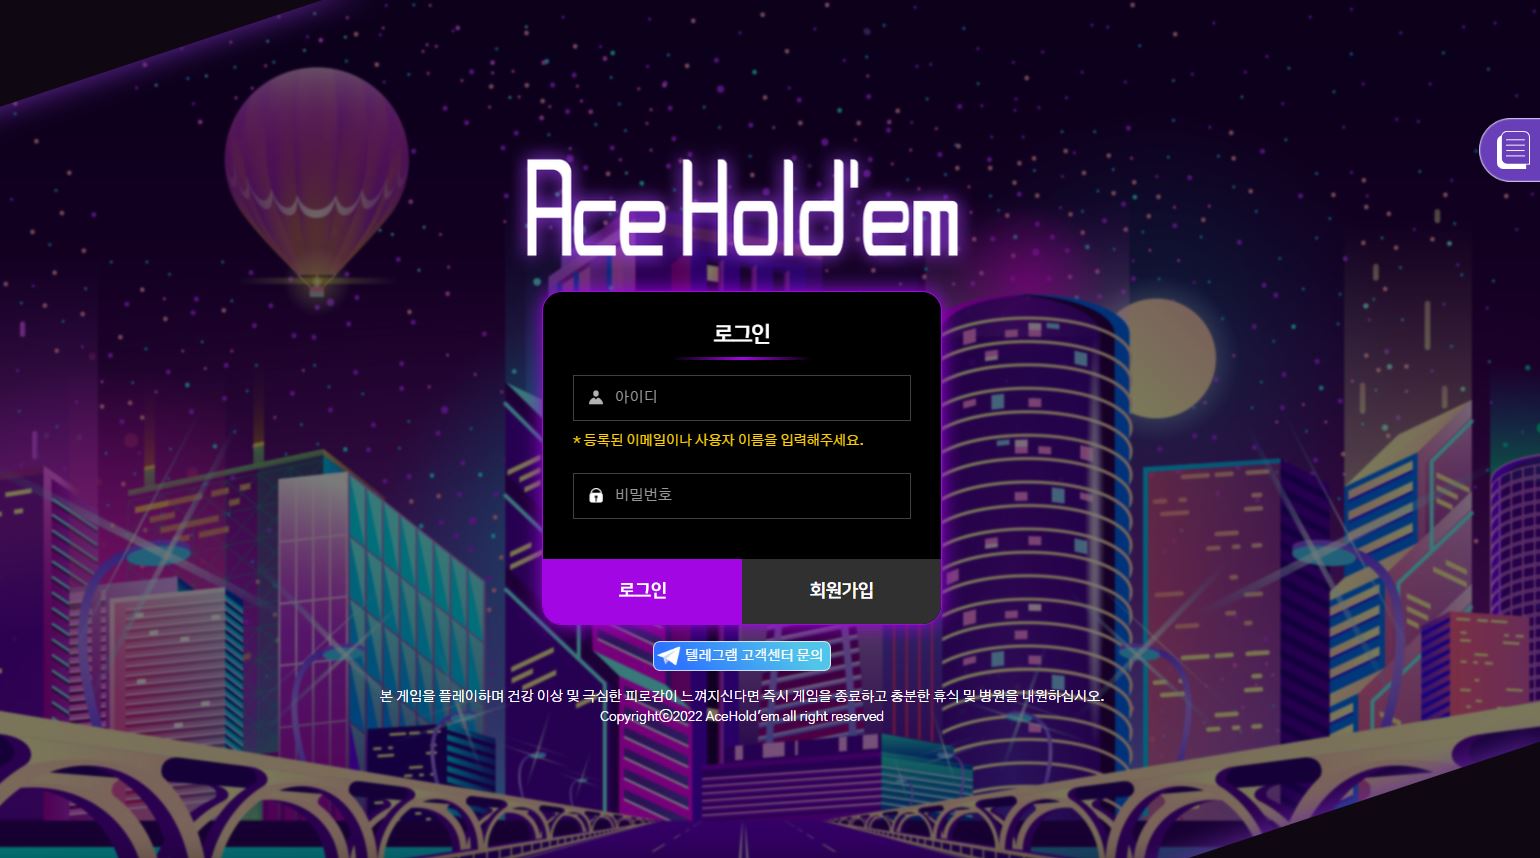 Ace Hold'em
로그인
아이디
* 등록된 이메일이나 사용자 이름을 입력해주세요.
비밀번호
로그인 회원가입
텔레그램 고객센터 문의
본 게임을 플레이하며 건강 이상 및 극심한 피로감이 느껴지신다면 즉시 게임을 종료하고 충분한 휴식 및 병원을 내원하십시오.
Copyrightⓒ2022 AceHold’em all right reserved